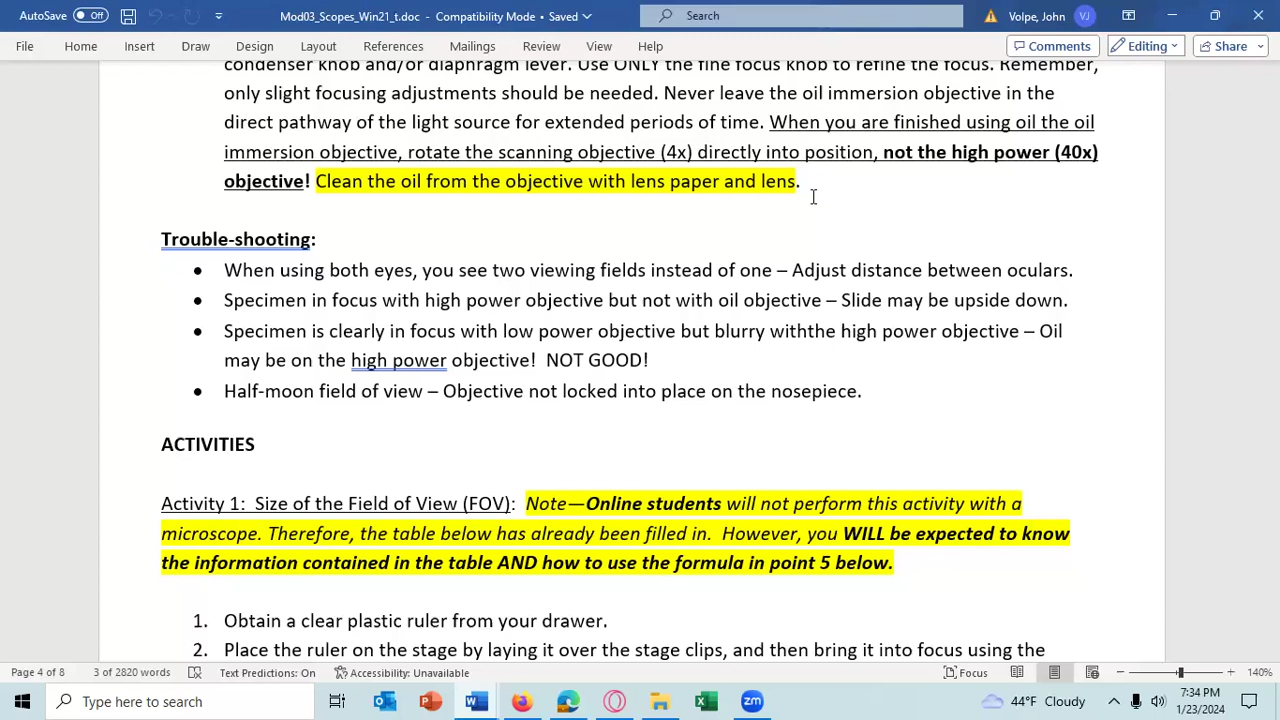 AutoSave Off Mod03_Scopes_Win21_t.doc - Compatibility Mode • Saved Search Volpe, John VJ
File Home Insert Draw Design Layout References Mailings Review View Help Comments Editing Share
condenser knob and/or diaphragm lever. Use ONLY the fine focus knob to refine the focus. Remember,
only slight focusing adjustments should be needed. Never leave the oil immersion objective in the
direct pathway of the light source for extended periods of time. When you are finished using oil the oil
immersion objective, rotate the scanning objective (4x) directly into position, not the high power (40x)
objective! Clean the oil from the objective with lens paper and lens.
Trouble-shooting:
• When using both eyes, you see two viewing fields instead of one – Adjust distance between oculars.
• Specimen in focus with high power objective but not with oil objective – Slide may be upside down.
• Specimen is clearly in focus with low power objective but blurry withthe high power objective – Oil
may be on the high power objective!  NOT GOOD!
• Half-moon field of view – Objective not locked into place on the nosepiece.
ACTIVITIES
Activity 1:  Size of the Field of View (FOV):  Note—Online students will not perform this activity with a
microscope. Therefore, the table below has already been filled in.  However, you WILL be expected to know
the information contained in the table AND how to use the formula in point 5 below.
1. Obtain a clear plastic ruler from your drawer.
2. Place the ruler on the stage by laying it over the stage clips, and then bring it into focus using the
Page 4 of 8 3 of 2820 words Text Predictions: On Accessibility: Unavailable Focus 140%
Type here to search 44°F Cloudy 7:34 PM
1/23/2024